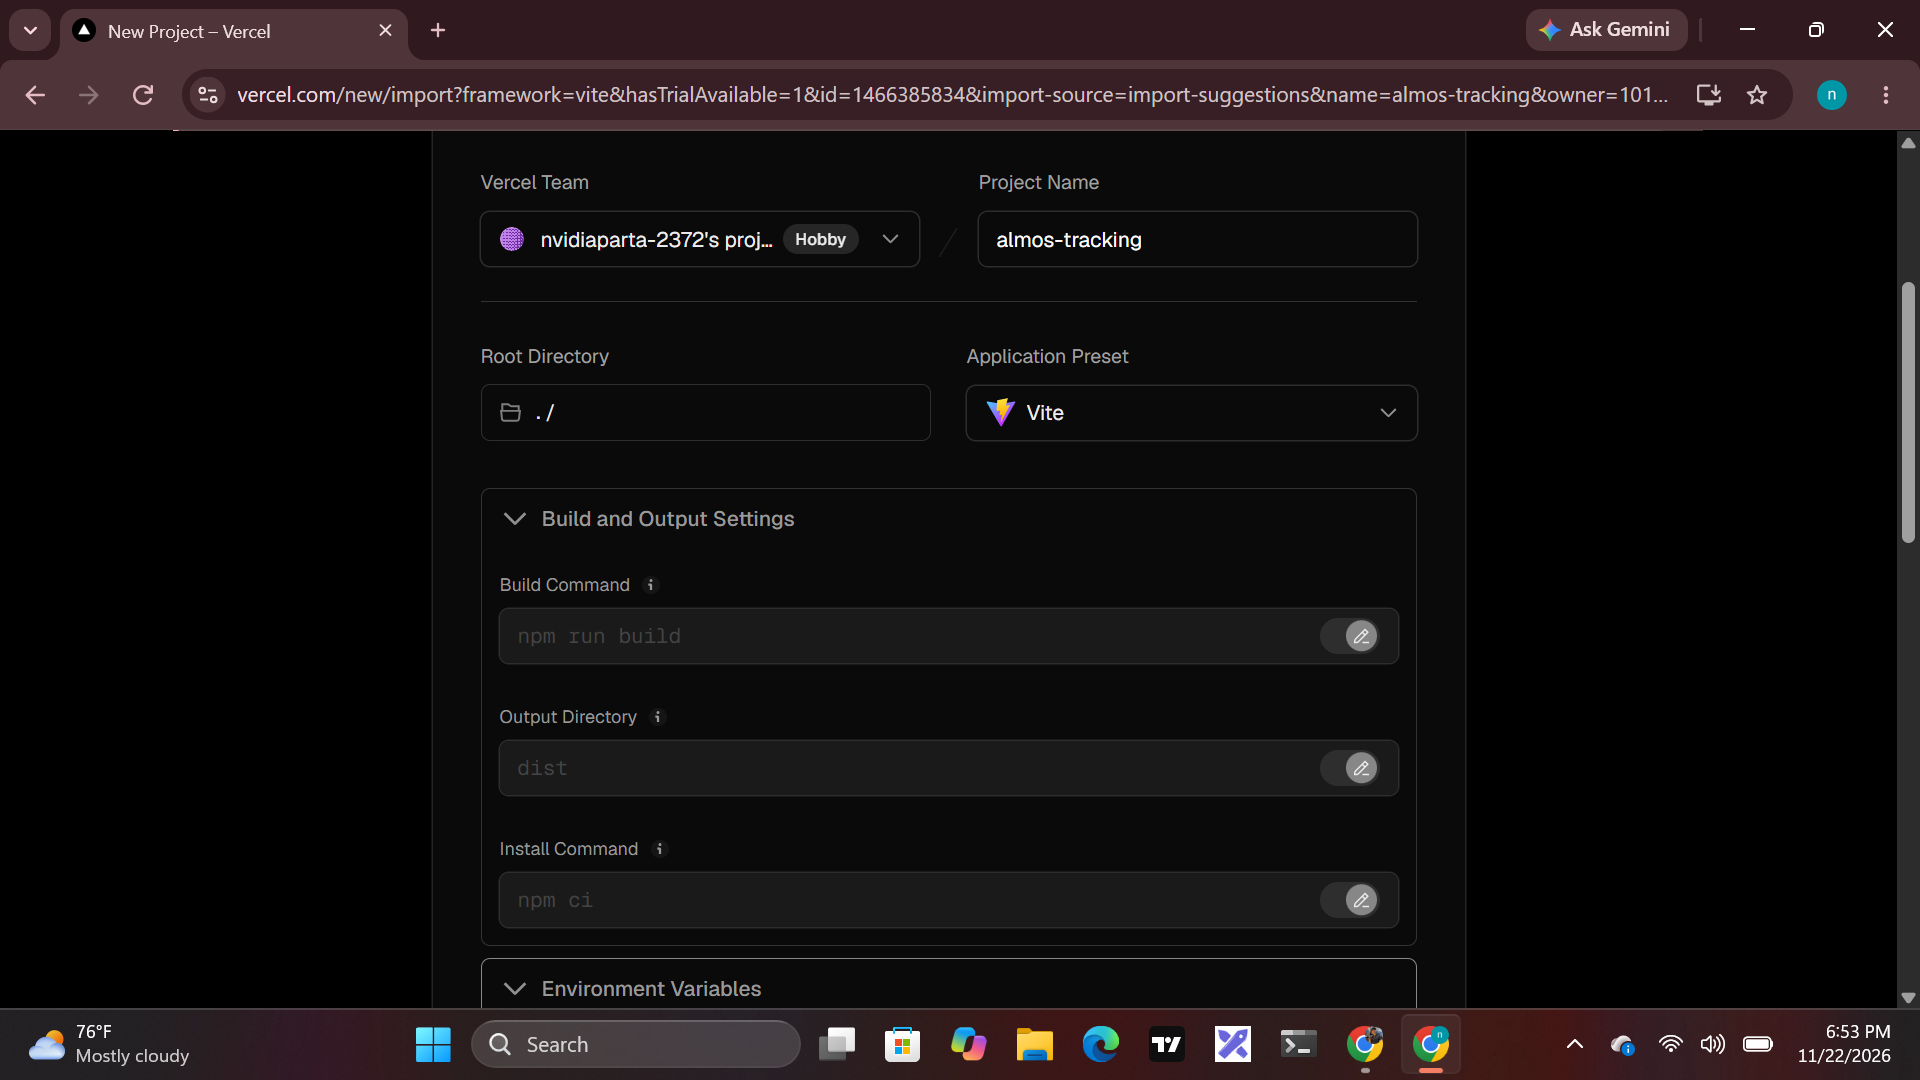 New Project – Vercel
Ask Gemini
vercel.com/new/import?framework=vite&hasTrialAvailable=1&id=1466385834&import-source=import-suggestions&name=almos-tracking&owner=101...
n
Vercel Team
Project Name
nvidiaparta-2372's proj... Hobby
almos-tracking
Root Directory
Application Preset
./
Vite
Build and Output Settings
Build Command
npm run build
Output Directory
dist
Install Command
npm ci
Environment Variables
76°F
Mostly cloudy
Search
n
6:53 PM
11/22/2026